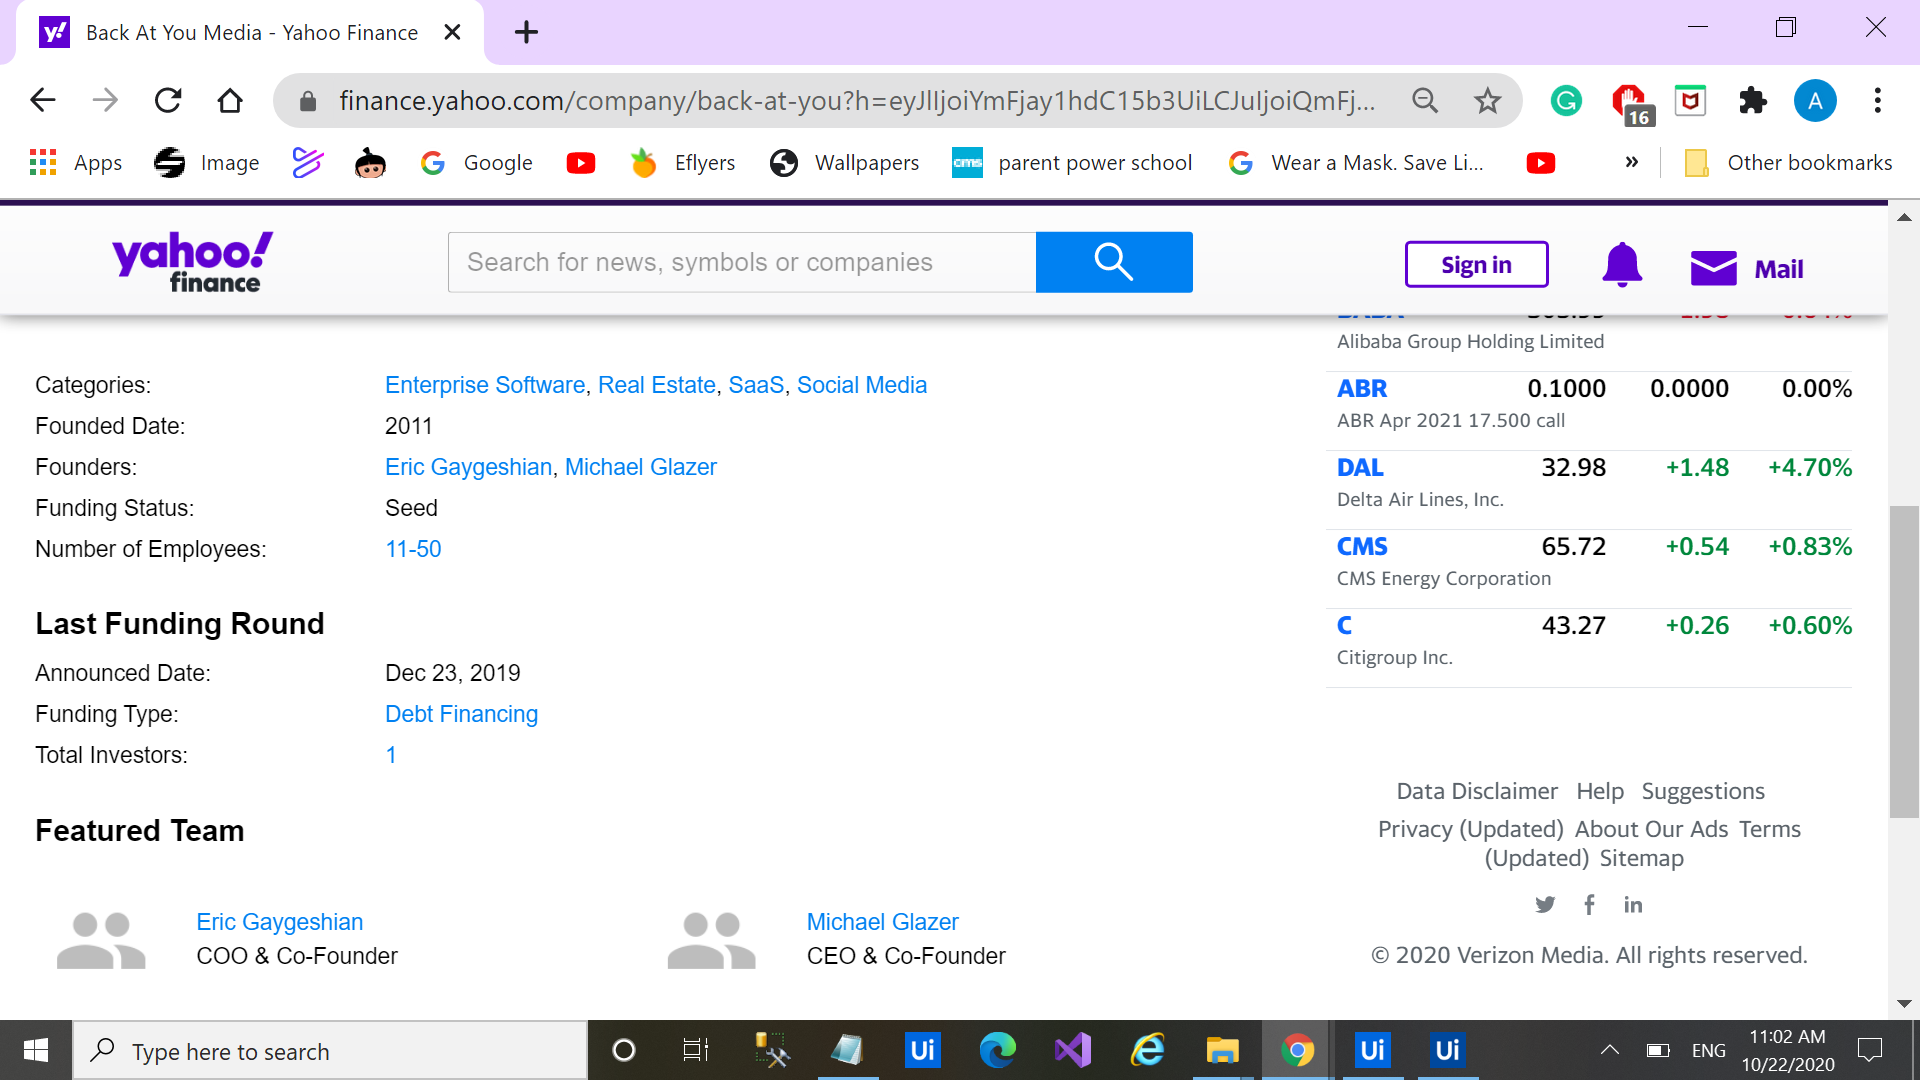 Back At You Media - Yahoo Finance
finance.yahoo.com/company/back-at-you?h=eyJlIjoiYmFjay1hdC15b3UiLCJuIjoiQmFj...
16
A
Apps
Image
Google
Eflyers
Wallpapers
cms parent power school
Wear a Mask. Save Li...
»
Other bookmarks
yahoo!
finance
Search for news, symbols or companies
Sign in
Mail
Alibaba Group Holding Limited
Categories: Enterprise Software, Real Estate, SaaS, Social Media
Founded Date: 2011
Founders: Eric Gaygeshian, Michael Glazer
Funding Status: Seed
Number of Employees: 11-50
Last Funding Round
Announced Date: Dec 23, 2019
Funding Type: Debt Financing
Total Investors: 1
Featured Team
Eric Gaygeshian
COO & Co-Founder
Michael Glazer
CEO & Co-Founder
ABR 0.1000 0.0000 0.00%
ABR Apr 2021 17.500 call
DAL 32.98 +1.48 +4.70%
Delta Air Lines, Inc.
CMS 65.72 +0.54 +0.83%
CMS Energy Corporation
C 43.27 +0.26 +0.60%
Citigroup Inc.
Data Disclaimer Help Suggestions
Privacy (Updated) About Our Ads Terms
(Updated) Sitemap
© 2020 Verizon Media. All rights reserved.
Type here to search
Ui
Ui
Ui
ENG
11:02 AM
10/22/2020